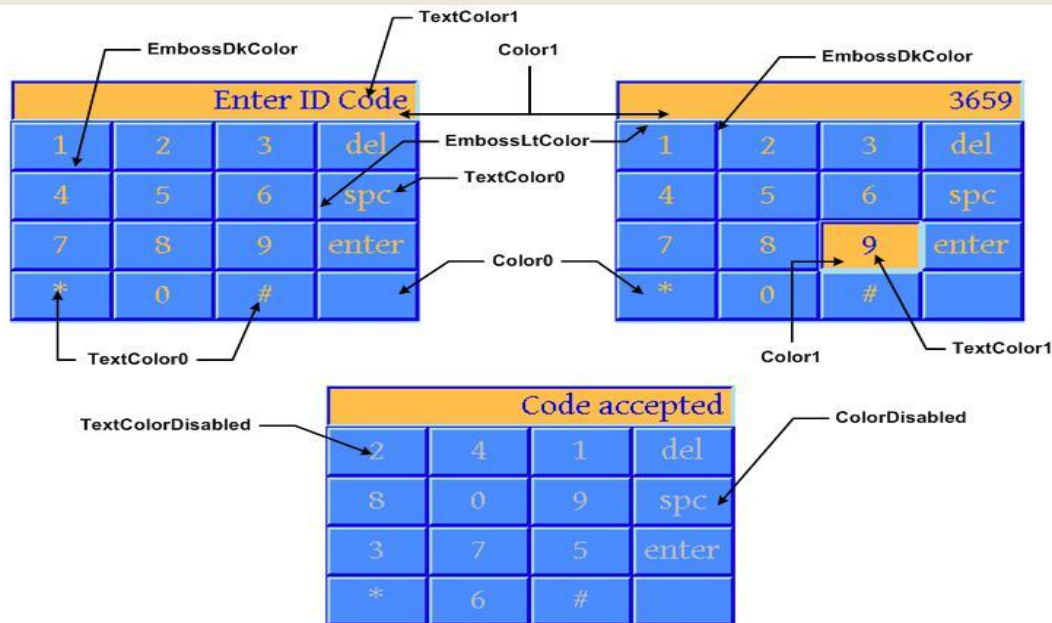 TextColor1
EmbossDkColor
Color1
EmbossDkColor
Enter ID Code
3659
1 2 3 del
EmbossLtColor
1 2 3 del
4 5 6 spc
TextColor0
4 5 6 spc
7 8 9 enter
Color0
7 8 9 enter
* 0 #
* 0 #
TextColor0
Color1
TextColor1
Code accepted
TextColorDisabled
ColorDisabled
2 4 1 del
8 0 9 spc
3 7 5 enter
* 6 #